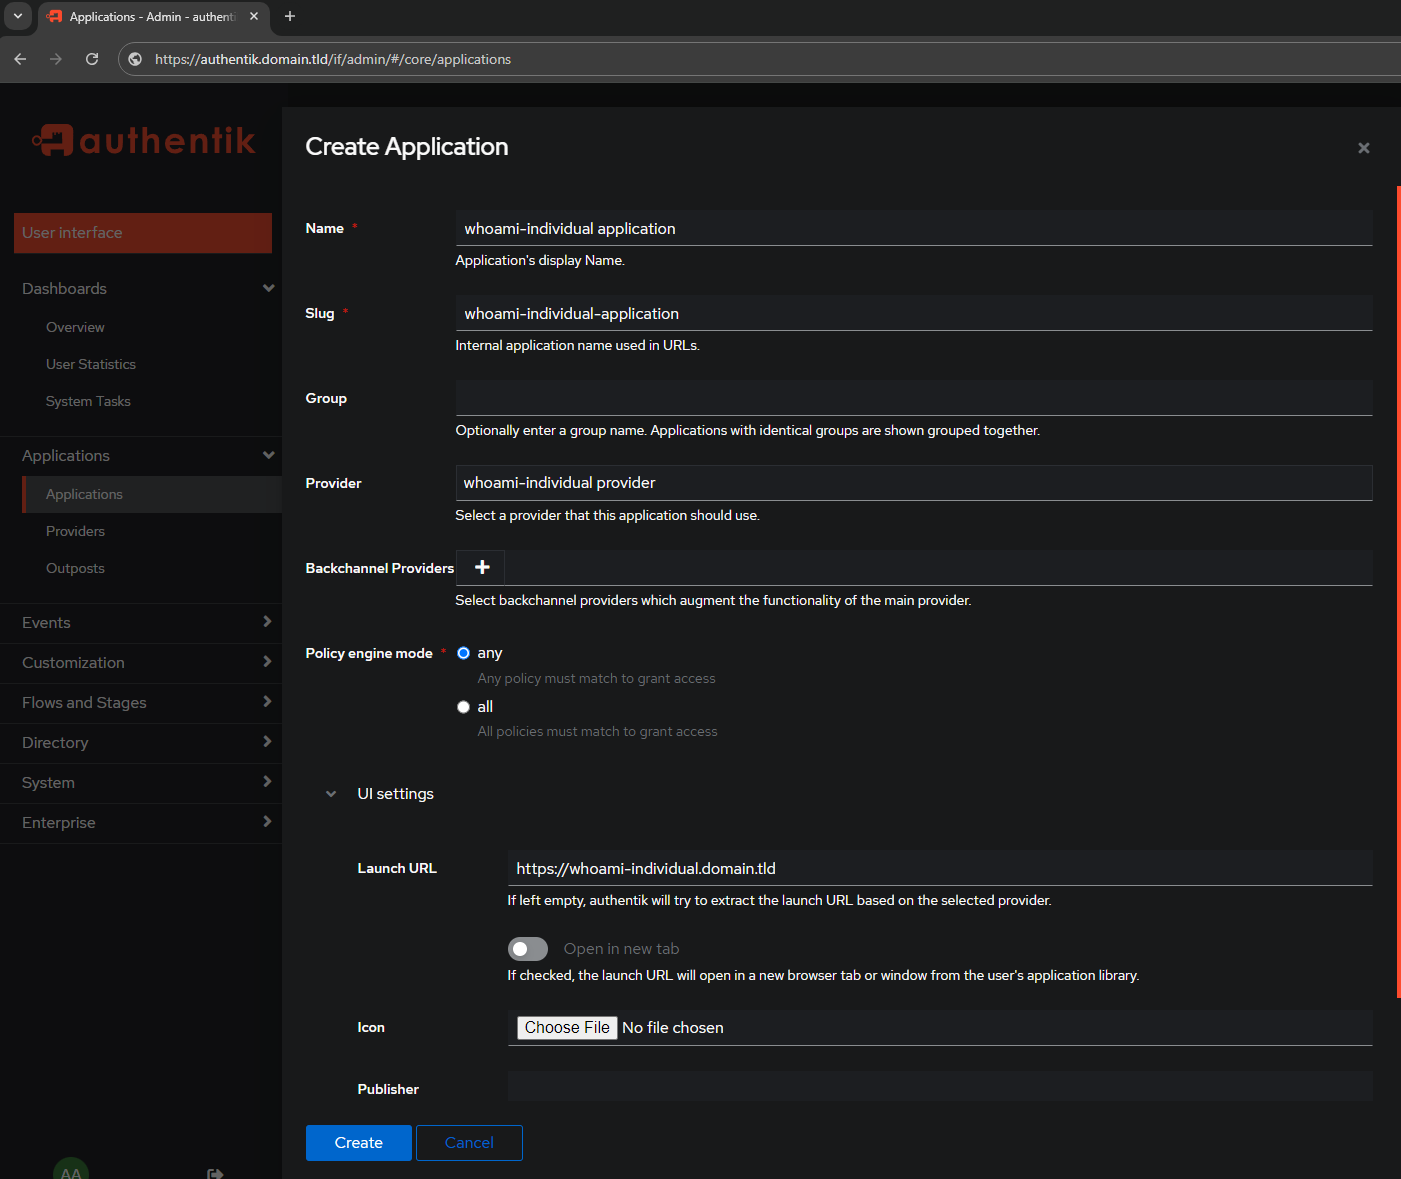 Applications - Admin - authenti
https://authentik.domain.tld/if/admin/#/core/applications
authentik
User interface
Dashboards
Overview
User Statistics
System Tasks
Applications
Applications
Providers
Outposts
Events
Customization
Flows and Stages
Directory
System
Enterprise
AA
Create Application
Name *
whoami-individual application
Application's display Name.
Slug *
whoami-individual-application
Internal application name used in URLs.
Group
Optionally enter a group name. Applications with identical groups are shown grouped together.
Provider
whoami-individual provider
Select a provider that this application should use.
Backchannel Providers
Select backchannel providers which augment the functionality of the main provider.
Policy engine mode *
any
Any policy must match to grant access
all
All policies must match to grant access
UI settings
Launch URL
https://whoami-individual.domain.tld
If left empty, authentik will try to extract the launch URL based on the selected provider.
Open in new tab
If checked, the launch URL will open in a new browser tab or window from the user's application library.
Icon
Choose File No file chosen
Publisher
Create
Cancel